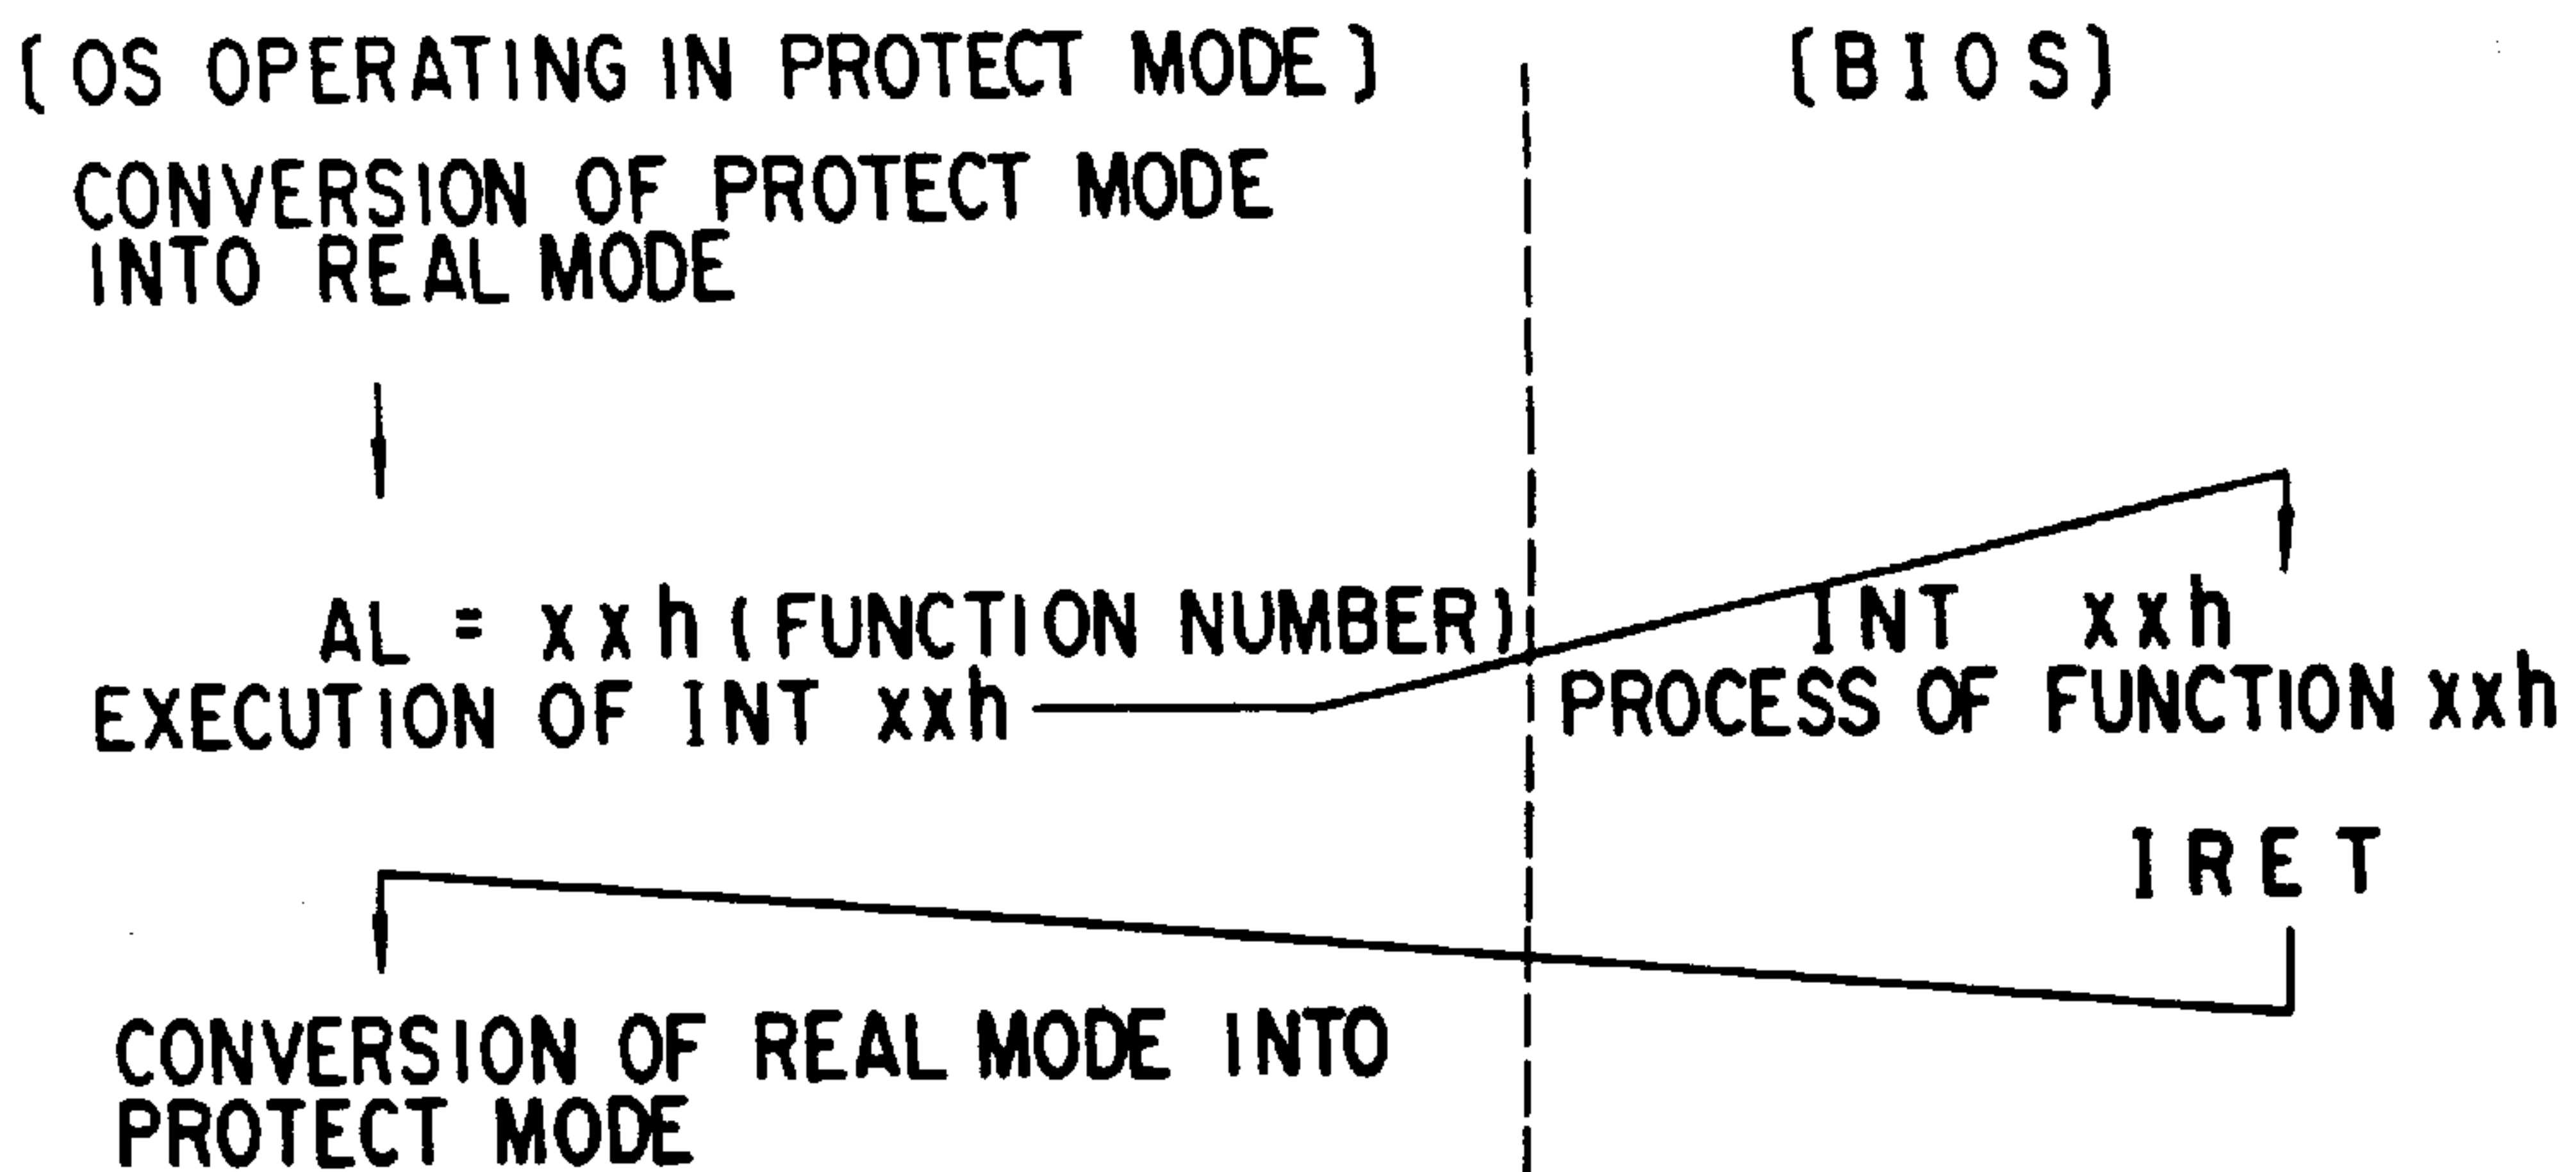 [OS OPERATING IN PROTECT MODE]
CONVERSION OF PROTECT MODE
INTO REAL MODE
AL = xxh (FUNCTION NUMBER)
EXECUTION OF INT xxh
CONVERSION OF REAL MODE INTO
PROTECT MODE
[BIOS]
INT xxh
PROCESS OF FUNCTION xxh
IRET